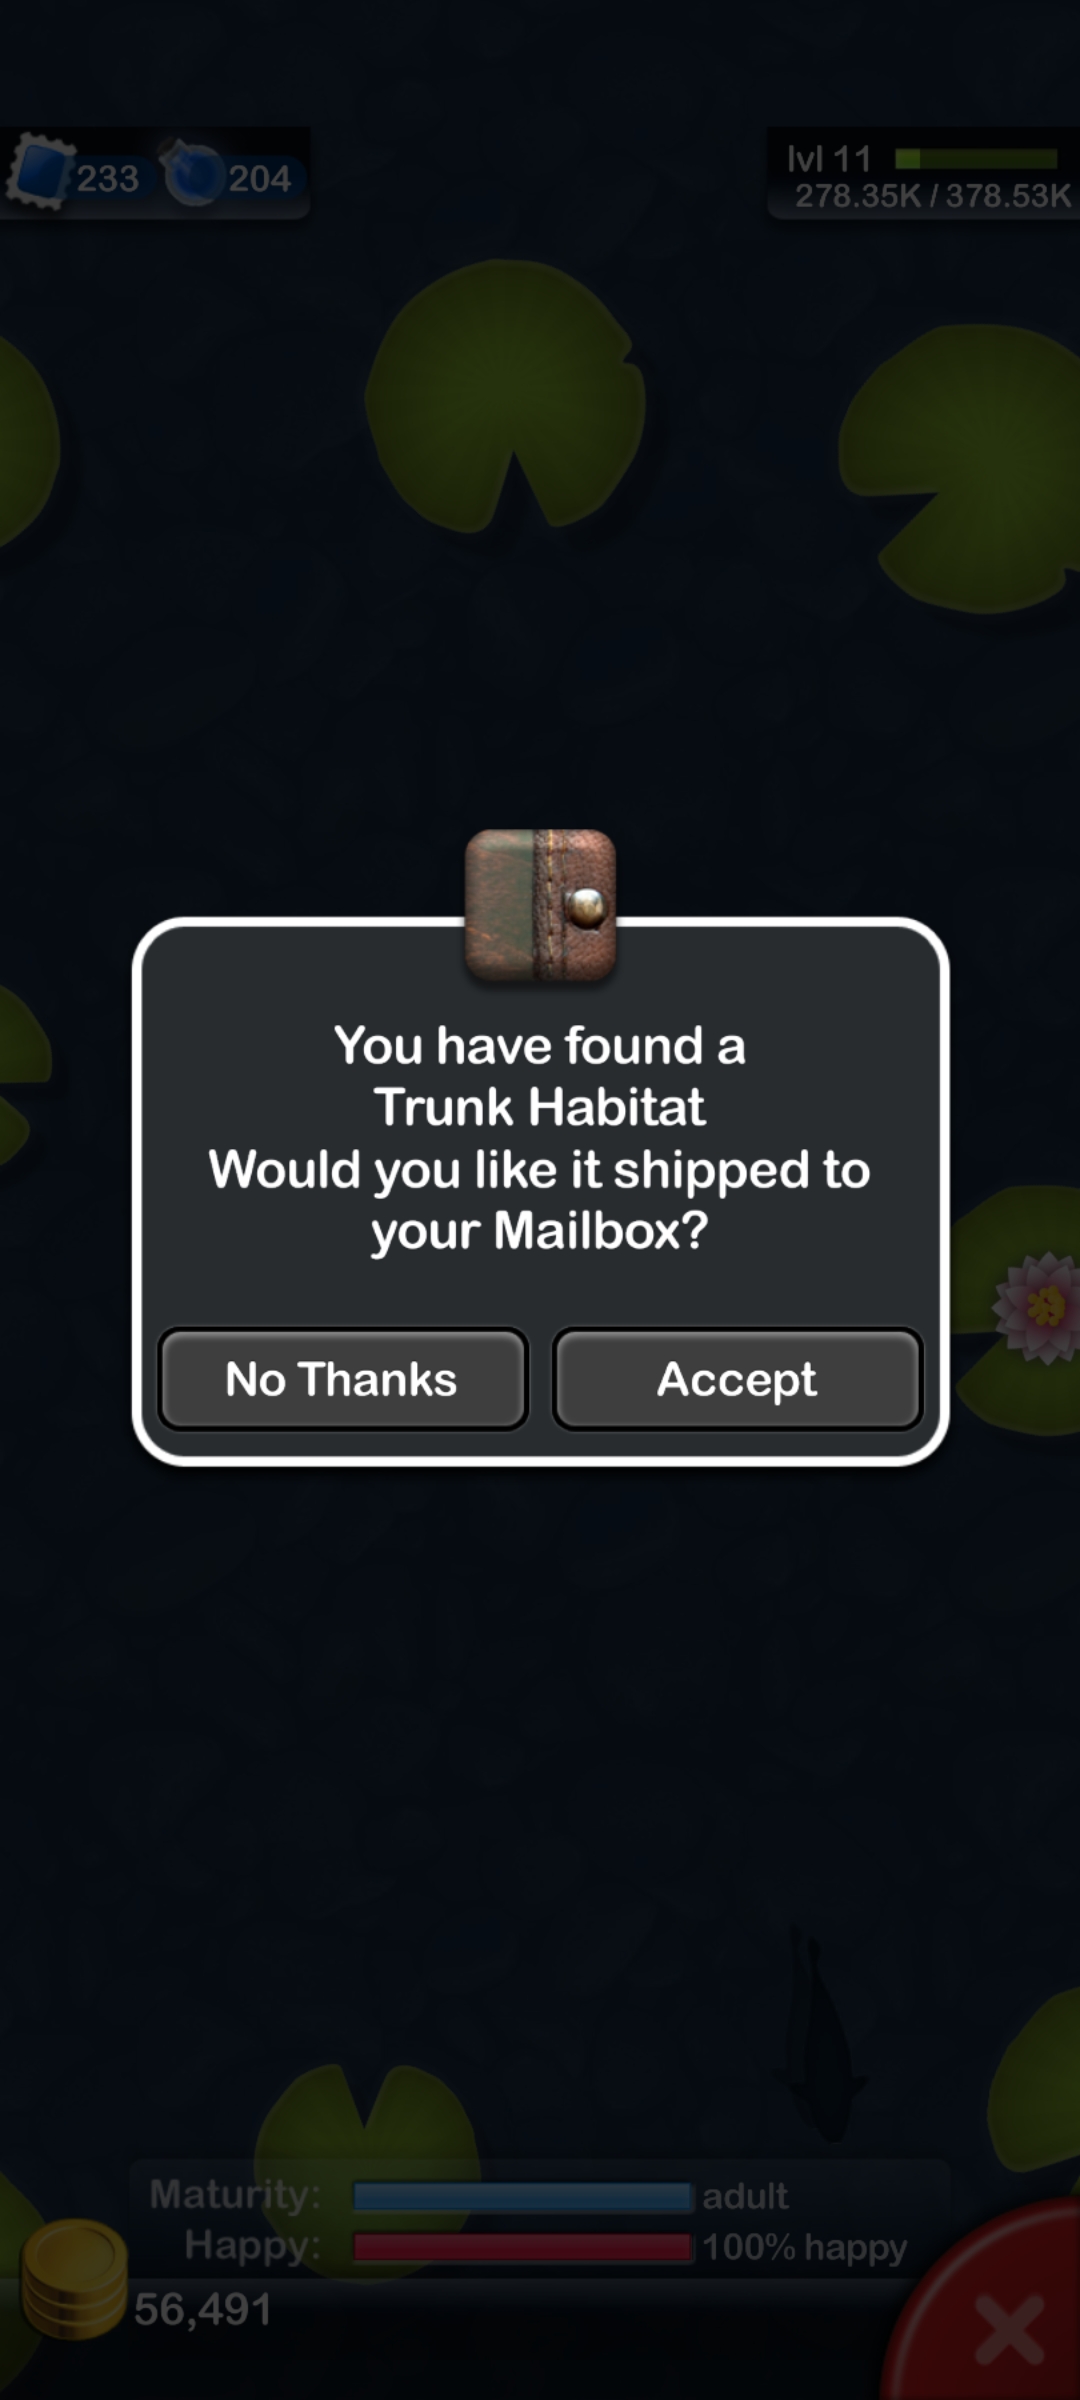 233 204
lvl 11
278.35K / 378.53K
You have found a
Trunk Habitat
Would you like it shipped to
your Mailbox?
No Thanks Accept
Maturity: adult
Happy: 100% happy
56,491